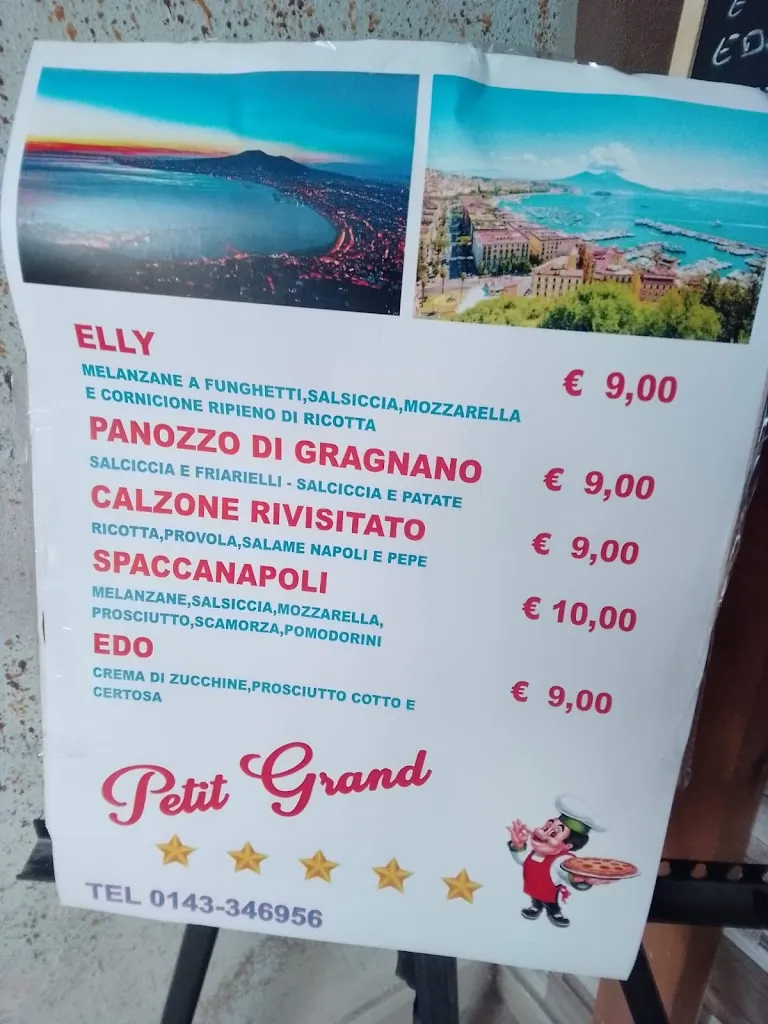 E
ED
ELLY
€ 9,00
MELANZANE A FUNGHETTI,SALSICCIA,MOZZARELLA
E CORNICIONE RIPIENO DI RICOTTA
PANOZZO DI GRAGNANO
€ 9,00
SALCICCIA E FRIARIELLI - SALCICCIA E PATATE
CALZONE RIVISITATO
€ 9,00
RICOTTA,PROVOLA,SALAME NAPOLI E PEPE
SPACCANAPOLI
€ 10,00
MELANZANE,SALSICCIA,MOZZARELLA,
PROSCIUTTO,SCAMORZA,POMODORINI
EDO
€ 9,00
CREMA DI ZUCCHINE,PROSCIUTTO COTTO E
CERTOSA
Petit Grand
TEL 0143-346956